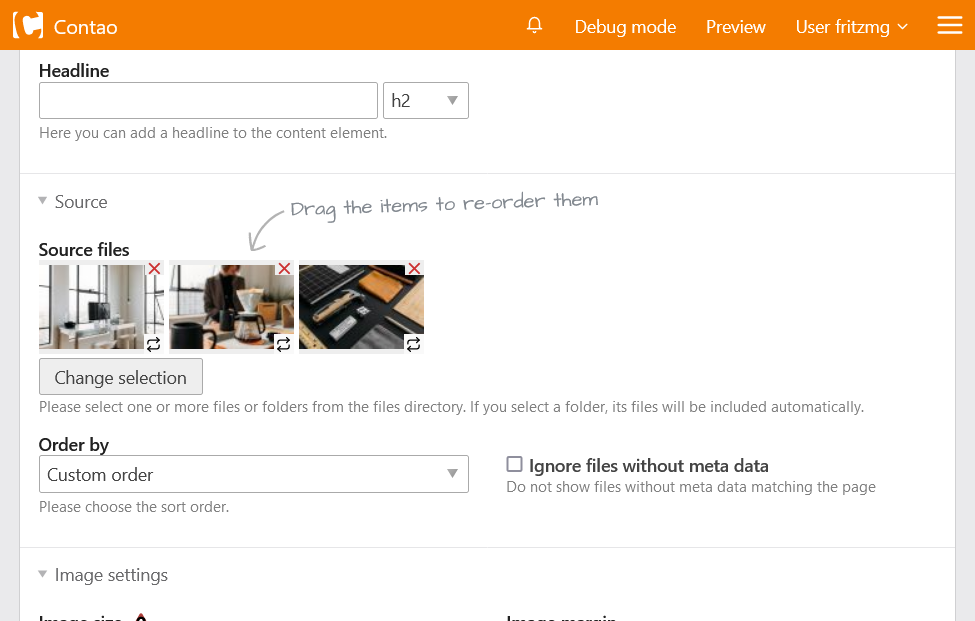 Contao
Debug mode
Preview
User fritzmg
Headline
h2
Here you can add a headline to the content element.
Source
Drag the items to re-order them
Source files
Change selection
Please select one or more files or folders from the files directory. If you select a folder, its files will be included automatically.
Order by
Custom order
Please choose the sort order.
Ignore files without meta data
Do not show files without meta data matching the page
Image settings
Image size
Image margin